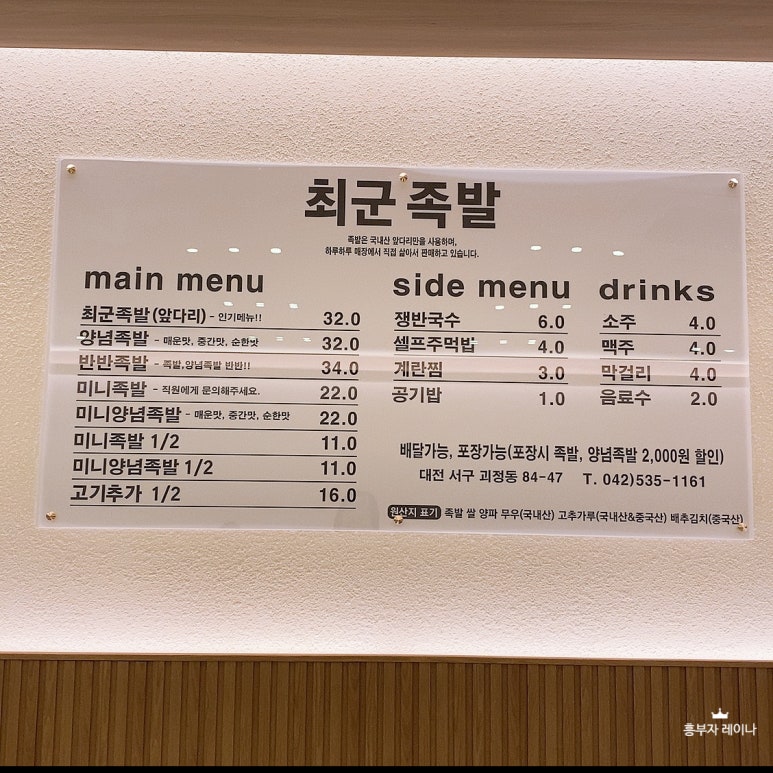 최군족발
족발은 국내산 앞다리만을 사용하며,
하루하루 매장에서 직접 삶아서 판매하고 있습니다.
main menu
최군족발(앞다리) - 인기메뉴!! 32.0
양념족발 - 매운맛, 중간맛, 순한맛 32.0
반반족발 - 족발,양념족발 반반!! 34.0
미니족발 - 직원에게 문의해주세요. 22.0
미니양념족발 - 매운맛, 중간맛, 순한맛 22.0
미니족발 1/2 11.0
미니양념족발 1/2 11.0
고기추가 1/2 16.0
side menu
쟁반국수 6.0
셀프주먹밥 4.0
계란찜 3.0
공기밥 1.0
drinks
소주 4.0
맥주 4.0
막걸리 4.0
음료수 2.0
배달가능, 포장가능(포장시 족발, 양념족발 2,000원 할인)
대전 서구 괴정동 84-47 T. 042)535-1161
원산지 표기 족발 쌀 양파 무우(국내산) 고추가루(국내산&중국산) 배추김치(중국산)
흥부자 레이나